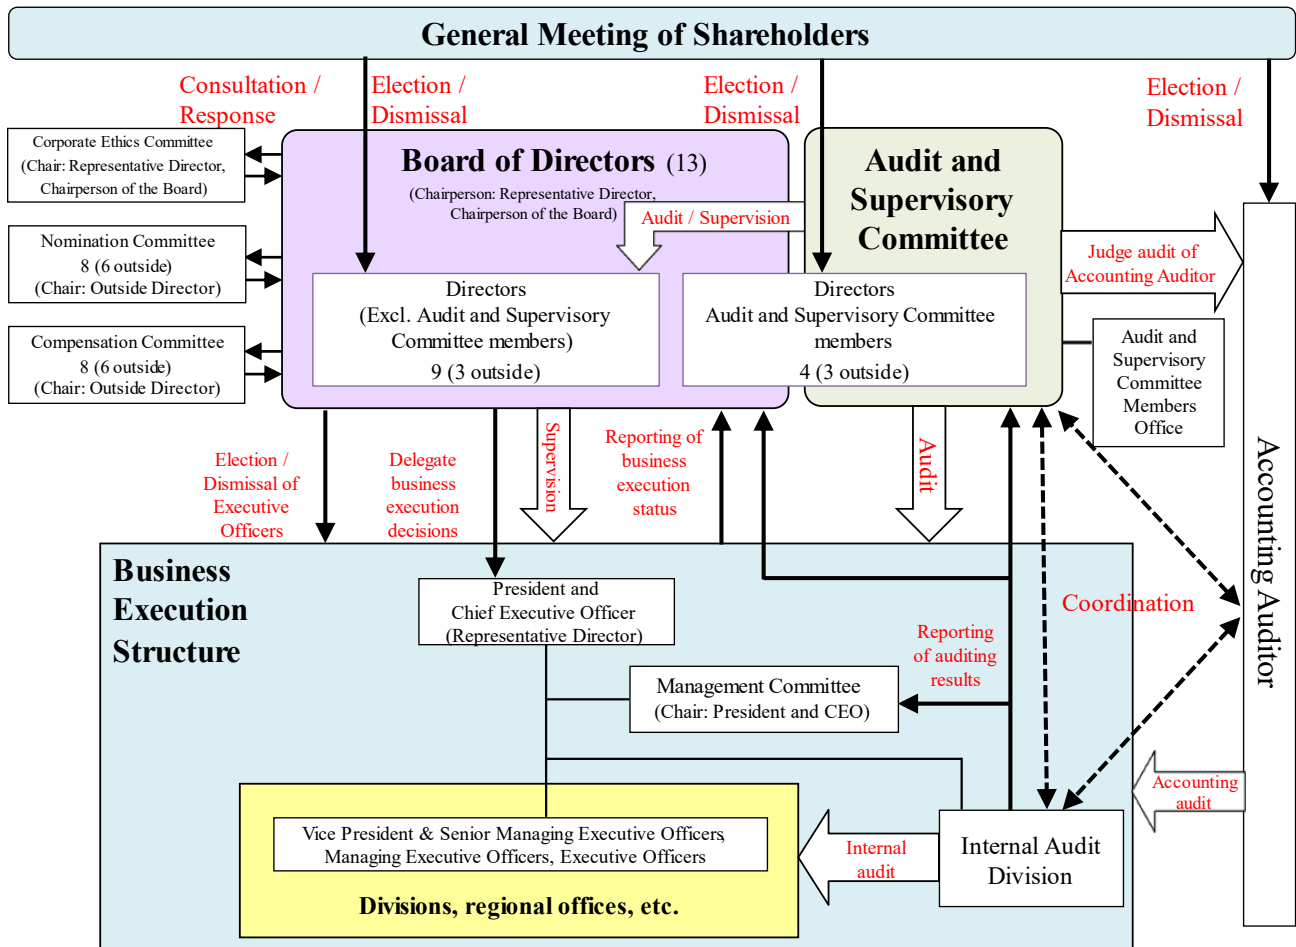 General Meeting of Shareholders
Consultation /
Response
Election /
Dismissal
Election /
Dismissal
Election /
Dismissal
Corporate Ethics Committee
(Chair: Representative Director,
Chairperson of the Board)
Nomination Committee
8 (6 outside)
(Chair: Outside Director)
Compensation Committee
8 (6 outside)
(Chair: Outside Director)
Board of Directors (13)
(Chairperson: Representative Director,
Chairperson of the Board)
Audit / Supervision
Audit and
Supervisory
Committee
Directors
(Excl. Audit and Supervisory
Committee members)
9 (3 outside)
Directors
Audit and Supervisory Committee
members
4 (3 outside)
Judge audit of
Accounting Auditor
Audit and
Supervisory
Committee
Members
Office
Accounting Auditor
Election /
Dismissal of
Executive
Officers
Delegate
business
execution
decisions
Supervision
Reporting of
business
execution
status
Audit
Business
Execution
Structure
President and
Chief Executive Officer
(Representative Director)
Coordination
Reporting
of auditing
results
Management Committee
(Chair: President and CEO)
Accounting
audit
Vice President & Senior Managing Executive Officers,
Managing Executive Officers, Executive Officers
Divisions, regional offices, etc.
Internal
audit
Internal Audit
Division